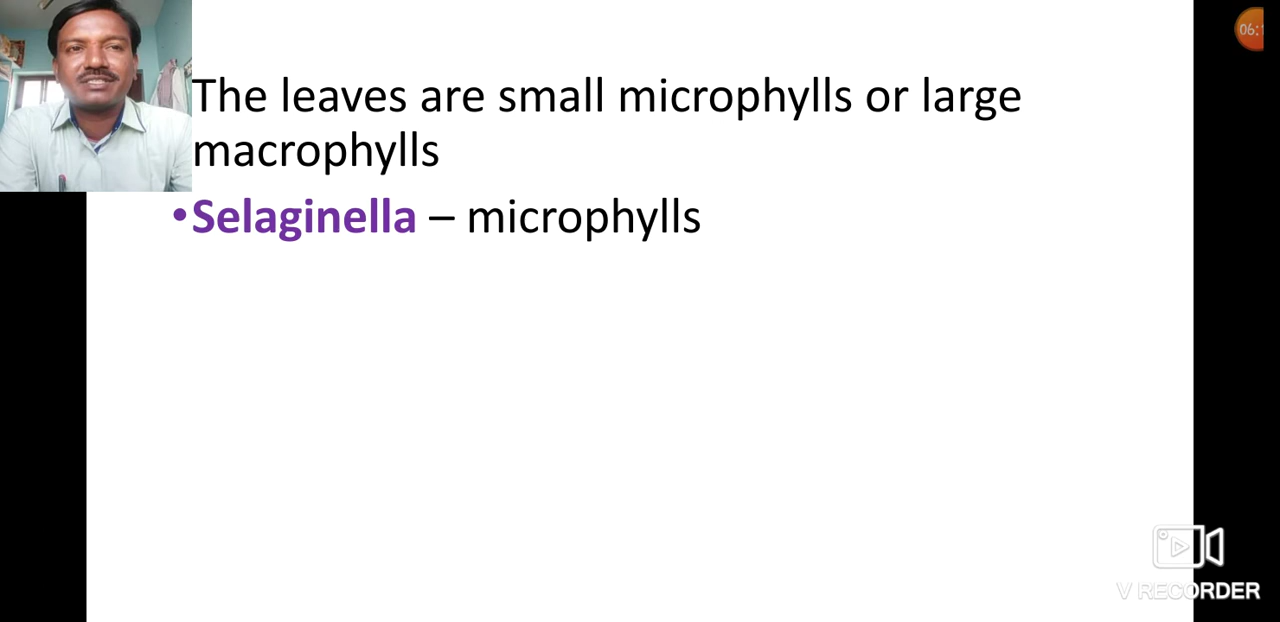 The leaves are small microphylls or large
macrophylls
•Selaginella – microphylls
V RECORDER